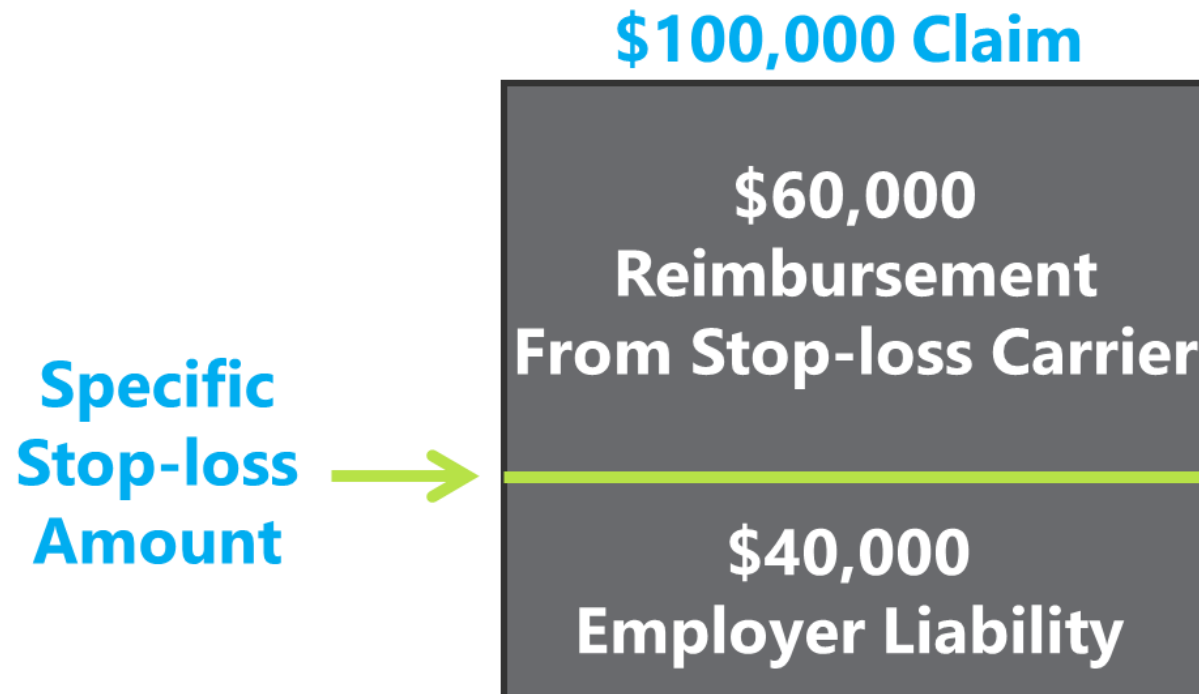 $100,000 Claim
$60,000
Reimbursement
From Stop-loss Carrier
Specific
Stop-loss
Amount
$40,000
Employer Liability